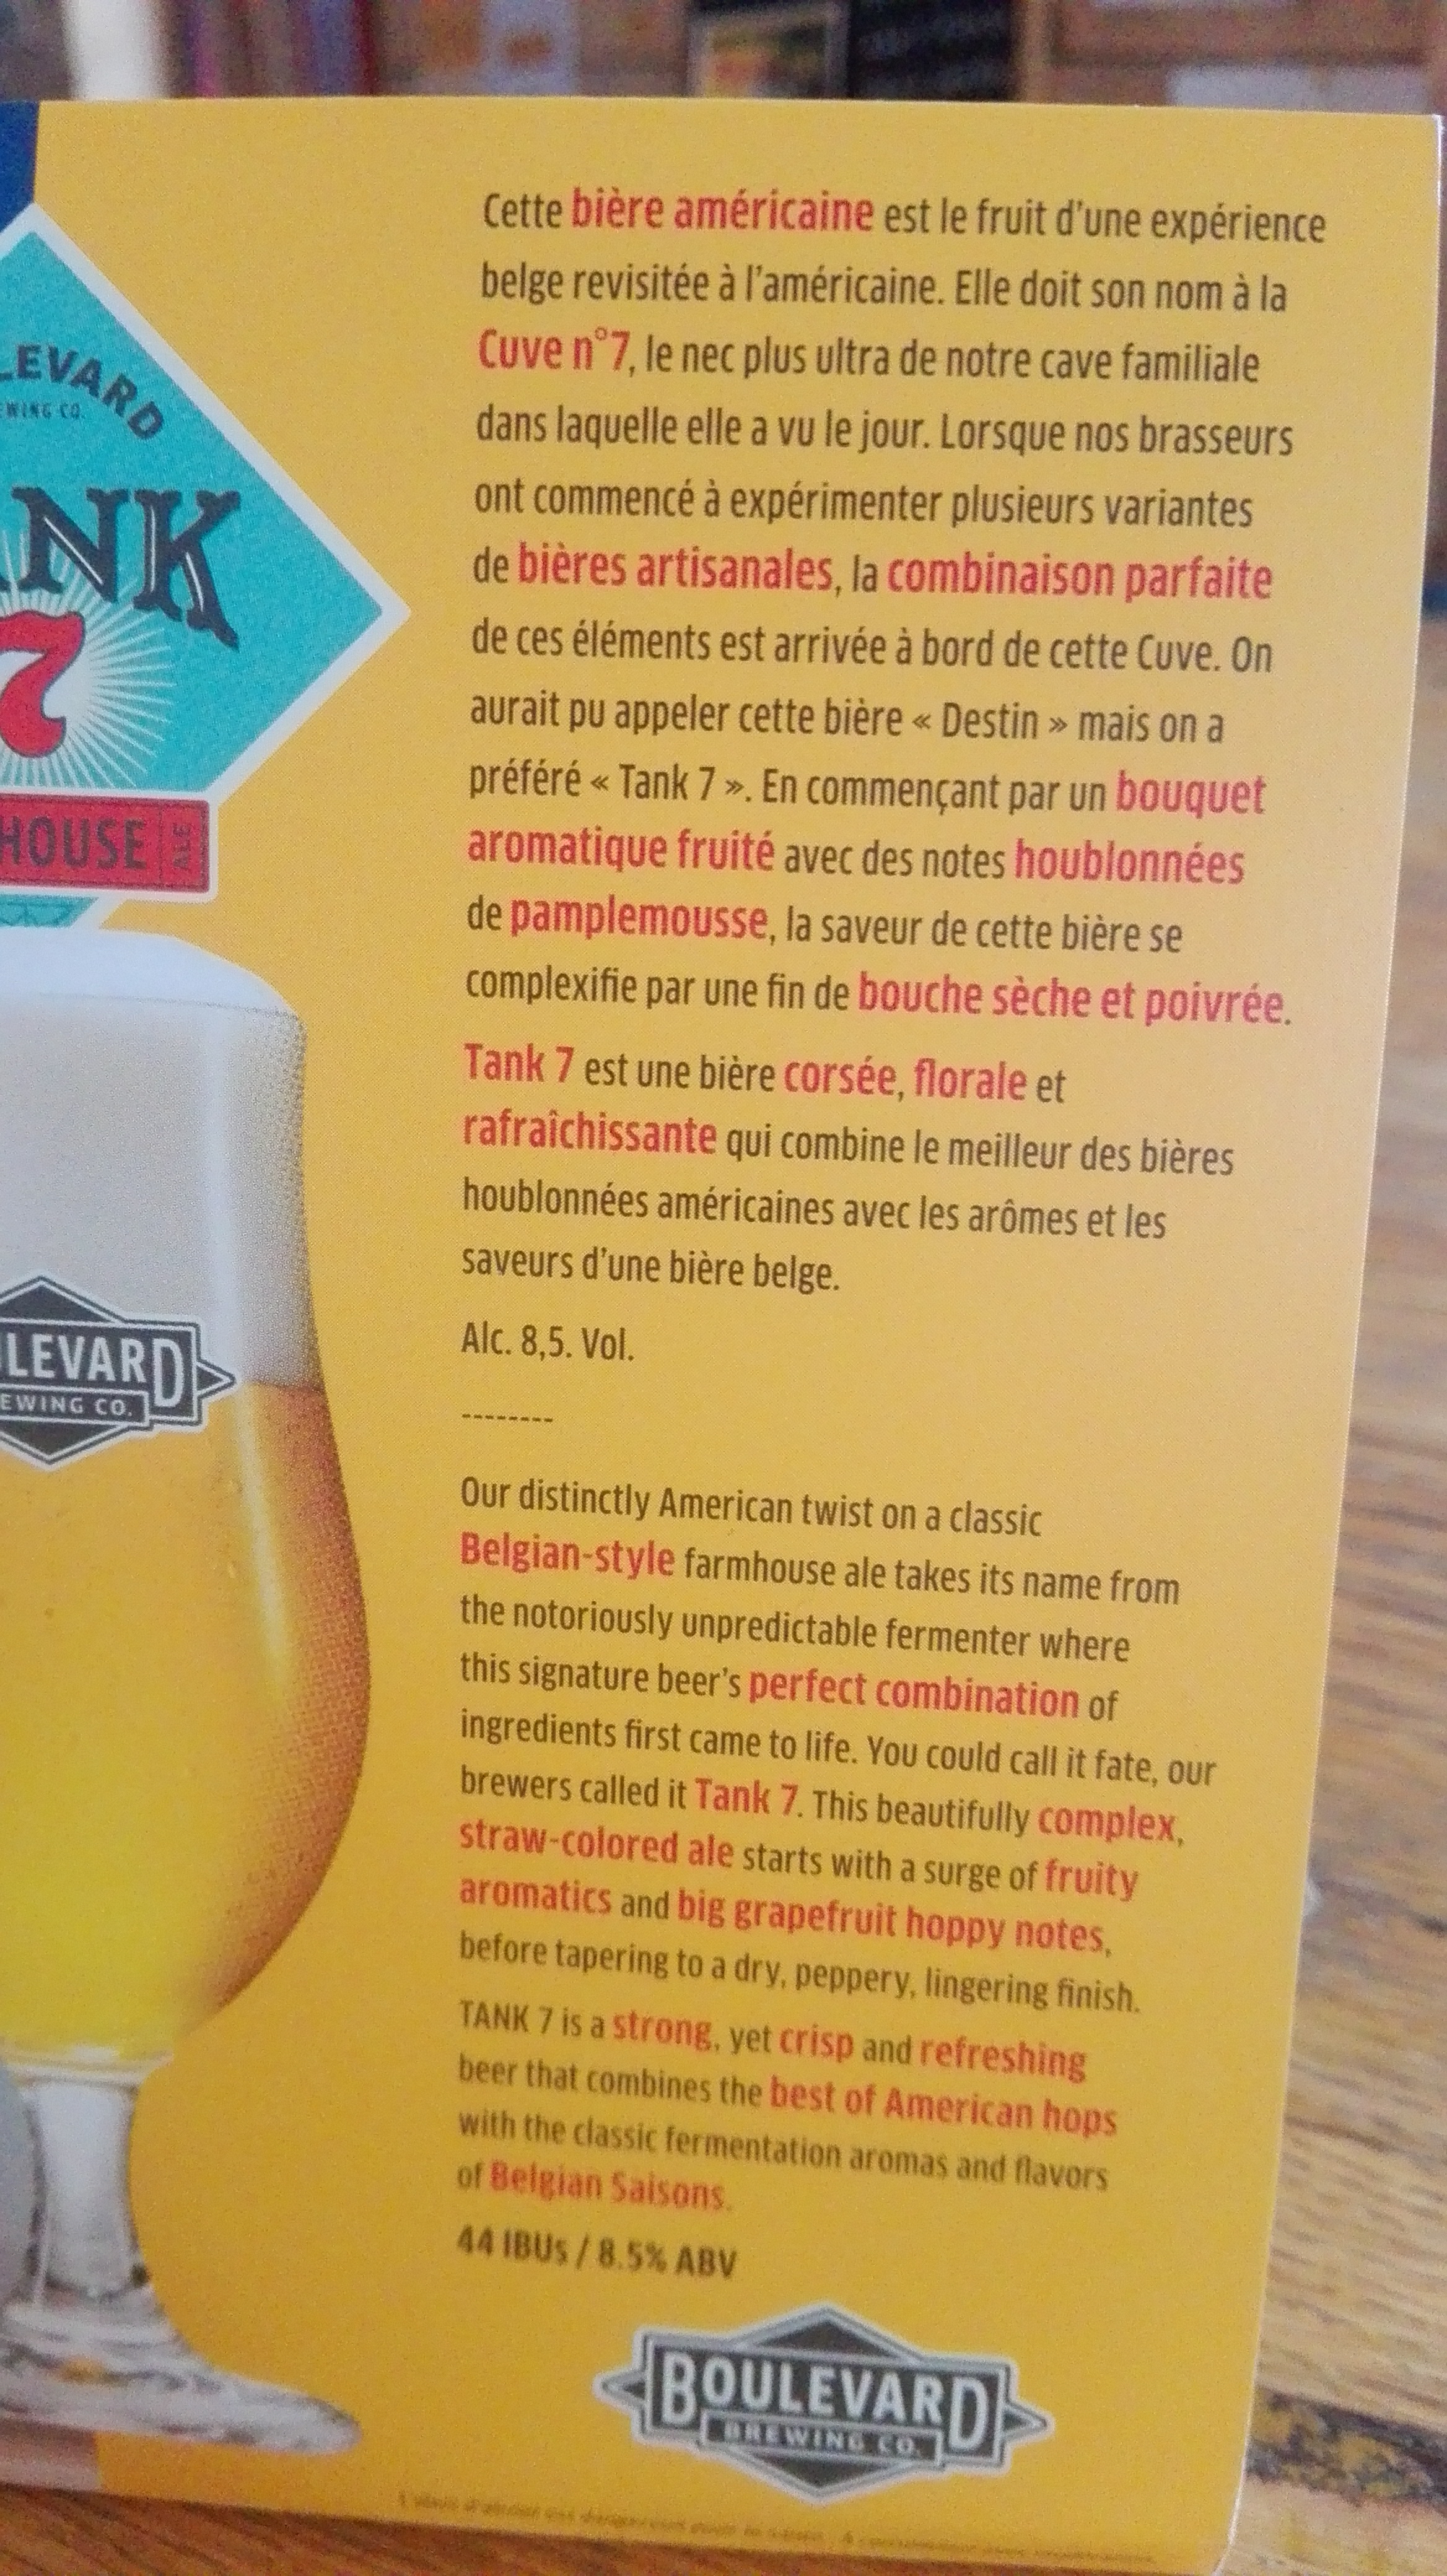 LEVARD
EWING CO.
ANK
7
HOUSE ALE
LEVARD
EWING CO.
Cette bière américaine est le fruit d'une expérience
belge revisitée à l'américaine. Elle doit son nom à la
Cuve n°7, le nec plus ultra de notre cave familiale
dans laquelle elle a vu le jour. Lorsque nos brasseurs
ont commencé à expérimenter plusieurs variantes
de bières artisanales, la combinaison parfaite
de ces éléments est arrivée à bord de cette Cuve. On
aurait pu appeler cette bière « Destin » mais on a
préféré « Tank 7 ». En commençant par un bouquet
aromatique fruité avec des notes houblonnées
de pamplemousse, la saveur de cette bière se
complexifie par une fin de bouche sèche et poivrée.
Tank 7 est une bière corsée, florale et
rafraîchissante qui combine le meilleur des bières
houblonnées américaines avec les arômes et les
saveurs d'une bière belge.
Alc. 8,5. Vol.
--------
Our distinctly American twist on a classic
Belgian-style farmhouse ale takes its name from
the notoriously unpredictable fermenter where
this signature beer's perfect combination of
ingredients first came to life. You could call it fate, our
brewers called it Tank 7. This beautifully complex,
straw-colored ale starts with a surge of fruity
aromatics and big grapefruit hoppy notes,
before tapering to a dry, peppery, lingering finish.
TANK 7 is a strong, yet crisp and refreshing
beer that combines the best of American hops
with the classic fermentation aromas and flavors
of Belgian Saisons.
44 IBUs / 8.5% ABV
BOULEVARD
BREWING CO.